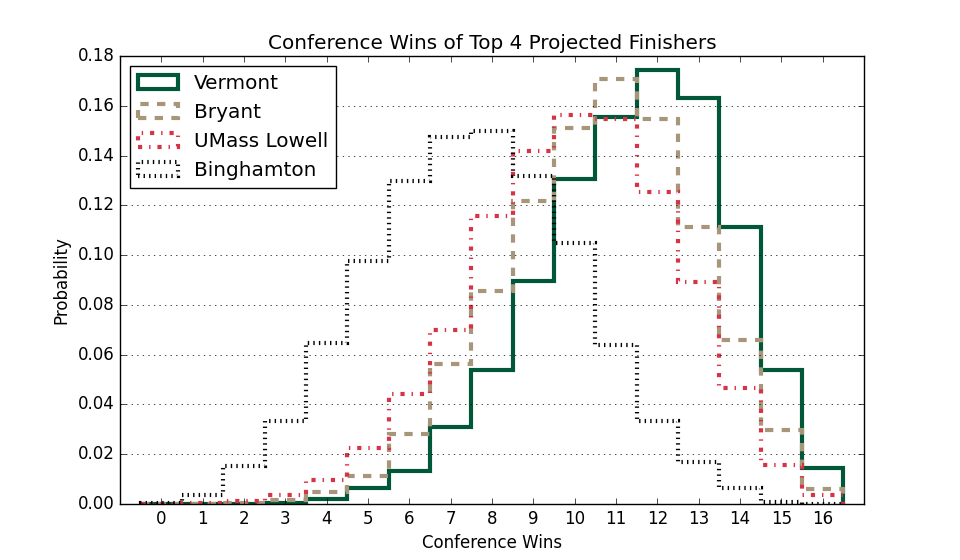 Conference Wins of Top 4 Projected Finishers
Vermont
Bryant
UMass Lowell
Binghamton
Probability
0.18
0.16
0.14
0.12
0.10
0.08
0.06
0.04
0.02
0.00
0 1 2 3 4 5 6 7 8 9 10 11 12 13 14 15 16
Conference Wins